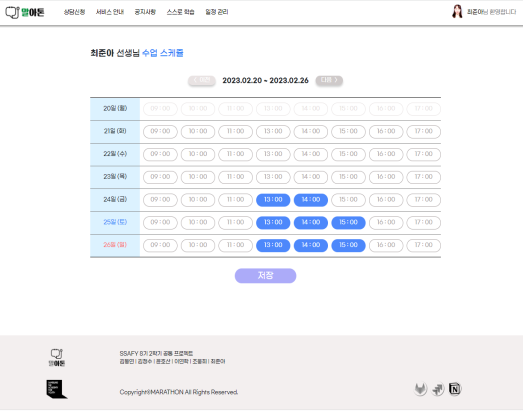 말아톤
상담신청 서비스 안내 공지사항 스스로 학습 일정 관리
최준아님 환영합니다
최준아 선생님 수업 스케줄
이전 2023.02.20 ~ 2023.02.26 다음 >
20일 (월) 09 : 00 10 : 00 11 : 00 13 : 00 14 : 00 15 : 00 16 : 00 17 : 00
21일 (화) 09 : 00 10 : 00 11 : 00 13 : 00 14 : 00 15 : 00 16 : 00 17 : 00
22일 (수) 09 : 00 10 : 00 11 : 00 13 : 00 14 : 00 15 : 00 16 : 00 17 : 00
23일 (목) 09 : 00 10 : 00 11 : 00 13 : 00 14 : 00 15 : 00 16 : 00 17 : 00
24일 (금) 09 : 00 10 : 00 11 : 00 13 : 00 14 : 00 15 : 00 16 : 00 17 : 00
25일 (토) 09 : 00 10 : 00 11 : 00 13 : 00 14 : 00 15 : 00 16 : 00 17 : 00
26일 (일) 09 : 00 10 : 00 11 : 00 13 : 00 14 : 00 15 : 00 16 : 00 17 : 00
저장
말아톤
SSAFY 8기 2학기 공통 프로젝트
최준아
Copyright©MARATHON All Rights Reserved.